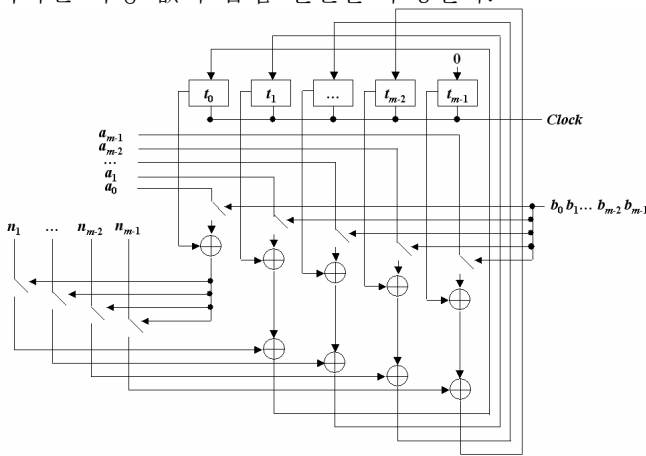 0
t0 t1 ... tm-2 tm-1
Clock
am-1
am-2
...
a1
a0
b0 b1... bm-2 bm-1
n1 ... nm-2 nm-1